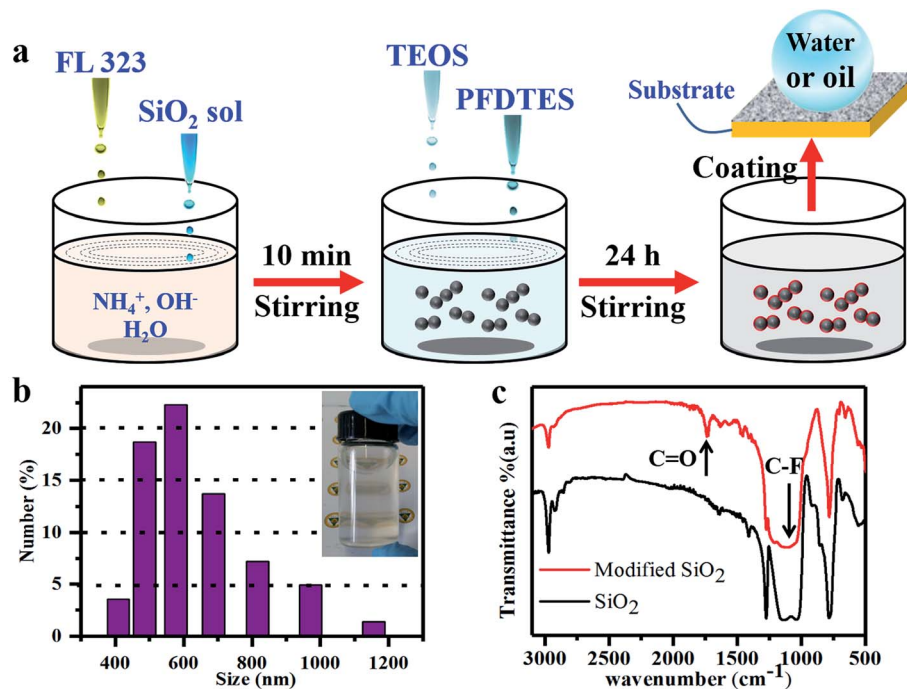 a
FL 323
SiO₂ sol
NH₄⁺, OH⁻
H₂O
10 min
Stirring
TEOS
PFDTES
24 h
Stirring
Substrate
Water
or oil
Coating
b
Number (%)
20
15
10
5
0
400 600 800 1000 1200
Size (nm)
c
Transmittance %(a.u)
C=O
C-F
Modified SiO₂
SiO₂
3000 2500 2000 1500 1000 500
wavenumber (cm⁻¹)